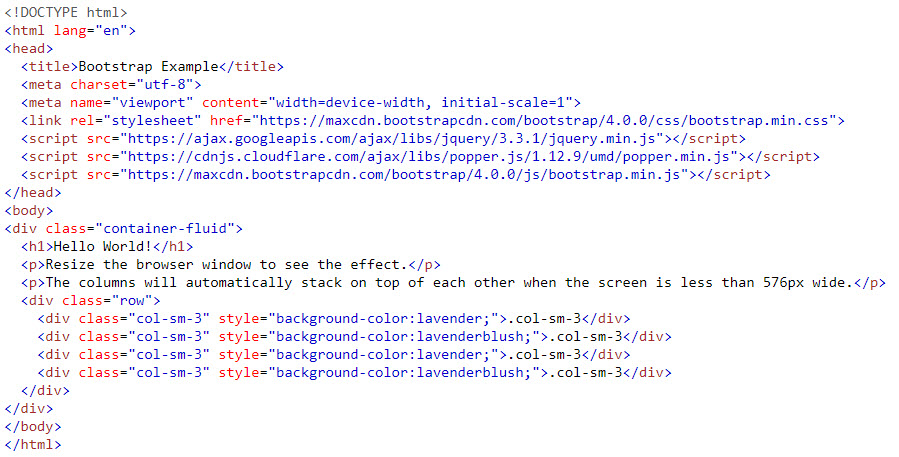 <!DOCTYPE html>
<html lang="en">
<head>
  <title>Bootstrap Example</title>
  <meta charset="utf-8">
  <meta name="viewport" content="width=device-width, initial-scale=1">
  <link rel="stylesheet" href="https://maxcdn.bootstrapcdn.com/bootstrap/4.0.0/css/bootstrap.min.css">
  <script src="https://ajax.googleapis.com/ajax/libs/jquery/3.3.1/jquery.min.js"></script>
  <script src="https://cdnjs.cloudflare.com/ajax/libs/popper.js/1.12.9/umd/popper.min.js"></script>
  <script src="https://maxcdn.bootstrapcdn.com/bootstrap/4.0.0/js/bootstrap.min.js"></script>
</head>
<body>
<div class="container-fluid">
  <h1>Hello World!</h1>
  <p>Resize the browser window to see the effect.</p>
  <p>The columns will automatically stack on top of each other when the screen is less than 576px wide.</p>
  <div class="row">
    <div class="col-sm-3" style="background-color:lavender;">.col-sm-3</div>
    <div class="col-sm-3" style="background-color:lavenderblush;">.col-sm-3</div>
    <div class="col-sm-3" style="background-color:lavender;">.col-sm-3</div>
    <div class="col-sm-3" style="background-color:lavenderblush;">.col-sm-3</div>
  </div>
</div>
</body>
</html>